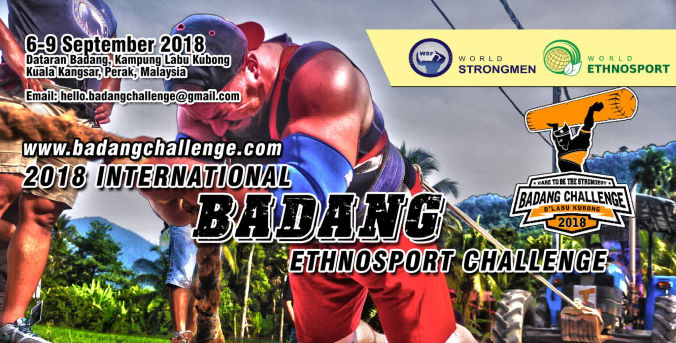 6-9 September 2018
Dataran Badang, Kampung Labu Kubong
Kuala Kangsar, Perak, Malaysia
Email: hello.badangchallenge@gmail.com
WSF
WORLD
STRONGMEN
WORLD
ETHNOSPORT
www.badangchallenge.com
2018 INTERNATIONAL
BADANG
ETHNOSPORT CHALLENGE
DARE TO BE THE STRONGEST!
BADANG CHALLENGE
D'LABU KUBONG
2018